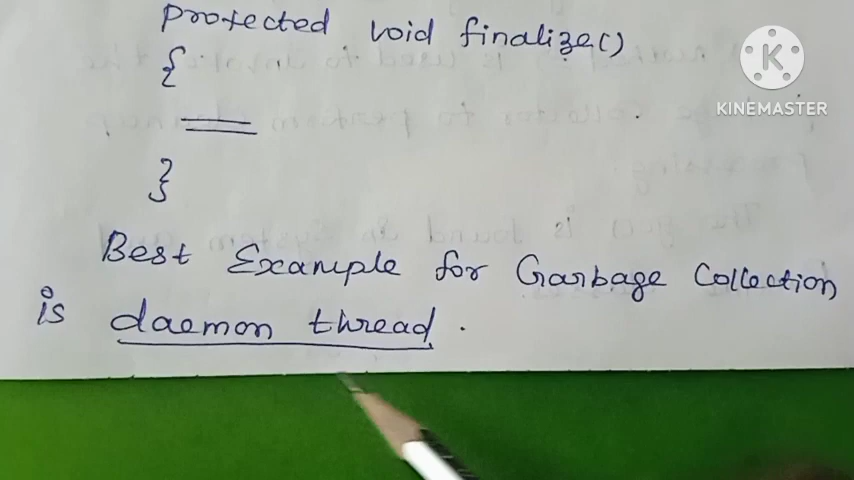 protected void finalize()
{
}
Best Example for Garbage Collection
is daemon thread.
KINEMASTER